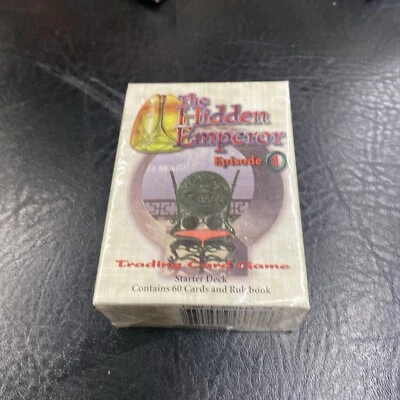 The
Hidden
Emperor
Episode 1
Trading Card Game
Starter Deck
Contains 60 Cards and Rulebook